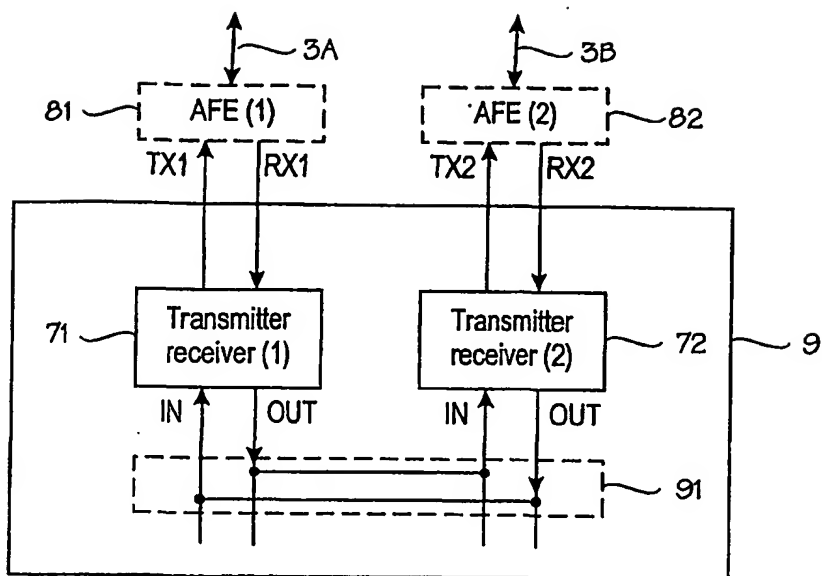 3A
3B
81
AFE (1)
AFE (2)
82
TX1
RX1
TX2
RX2
71
Transmitter
receiver (1)
Transmitter
receiver (2)
72
9
IN
OUT
IN
OUT
91